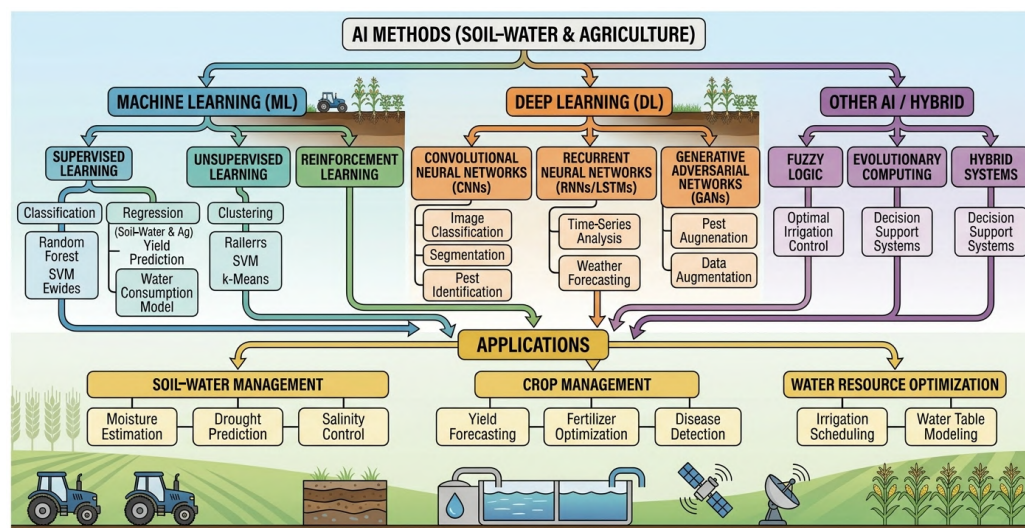 AI METHODS (SOIL–WATER & AGRICULTURE)
MACHINE LEARNING (ML)
DEEP LEARNING (DL)
OTHER AI / HYBRID
SUPERVISED
LEARNING
UNSUPERVISED
LEARNING
REINFORCEMENT
LEARNING
CONVOLUTIONAL
NEURAL NETWORKS
(CNNs)
RECURRENT
NEURAL NETWORKS
(RNNs/LSTMs)
GENERATIVE
ADVERSARIAL
NETWORKS
(GANs)
FUZZY
LOGIC
EVOLUTIONARY
COMPUTING
HYBRID
SYSTEMS
Classification
Random
Forest
SVM
Ewides
Regression
(Soil–Water & Ag)
Yield
Prediction
Water
Consumption
Model
Clustering
Rallerrs
SVM
k-Means
Image
Classification
Segmentation
Pest
Identification
Time-Series
Analysis
Weather
Forecasting
Pest
Augnenation
Data
Augmentation
Optimal
Irrigation
Control
Decision
Support
Systems
Decision
Support
Systems
APPLICATIONS
SOIL–WATER MANAGEMENT
CROP MANAGEMENT
WATER RESOURCE OPTIMIZATION
Moisture
Estimation
Drought
Prediction
Salinity
Control
Yield
Forecasting
Fertilizer
Optimization
Disease
Detection
Irrigation
Scheduling
Water Table
Modeling